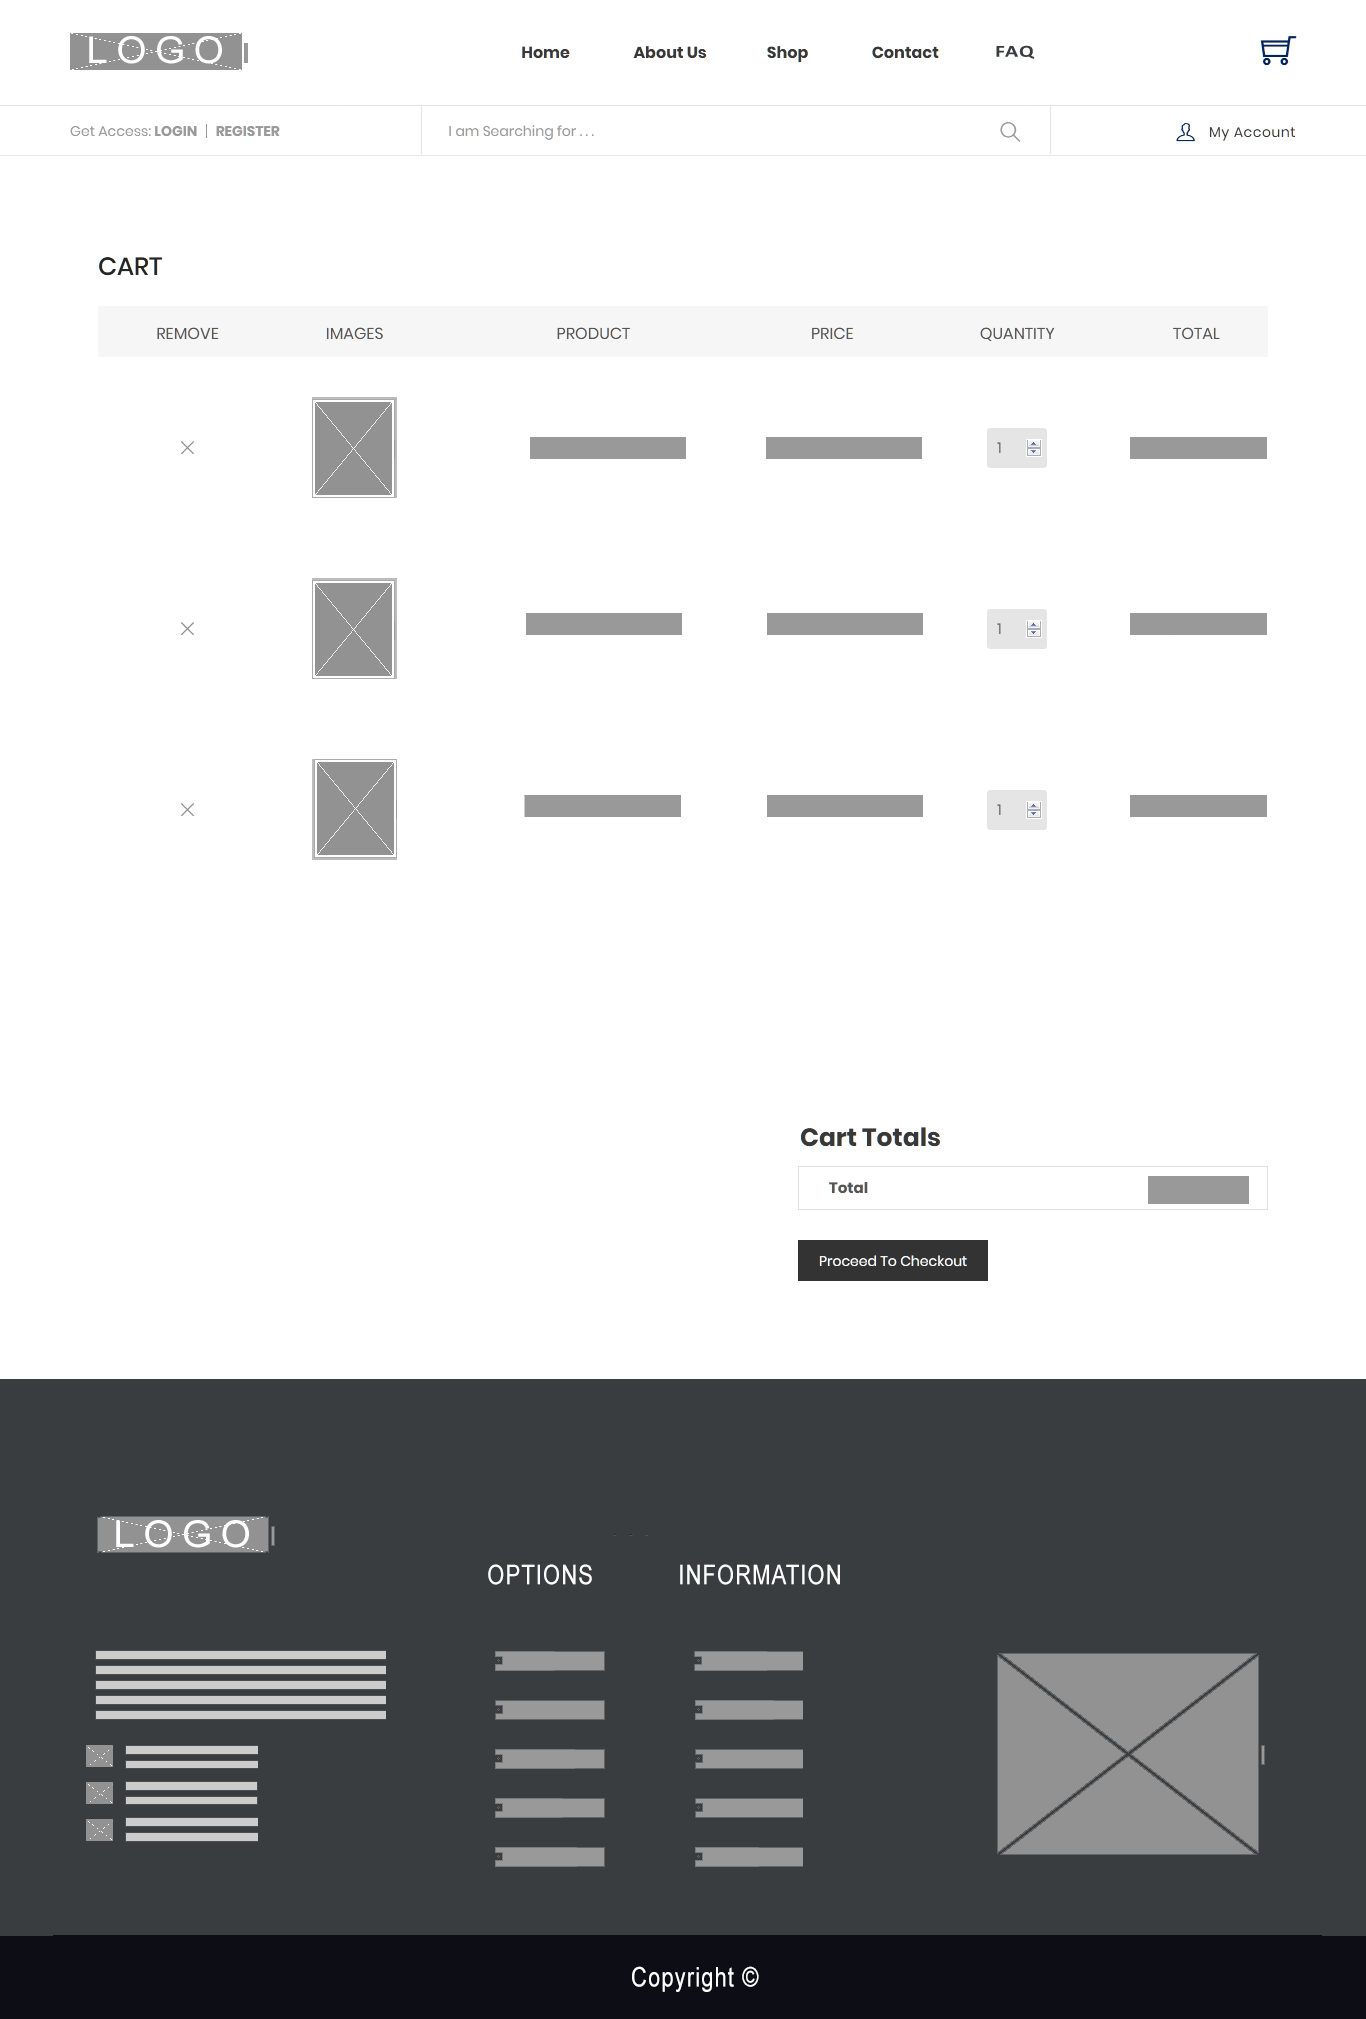 LOGO
Home About Us Shop Contact FAQ
Get Access: LOGIN | REGISTER
I am Searching for . . .
My Account
CART
REMOVE IMAGES PRODUCT PRICE QUANTITY TOTAL
1
1
1
Cart Totals
Total
Proceed To Checkout
LOGO
OPTIONS INFORMATION
Copyright ©